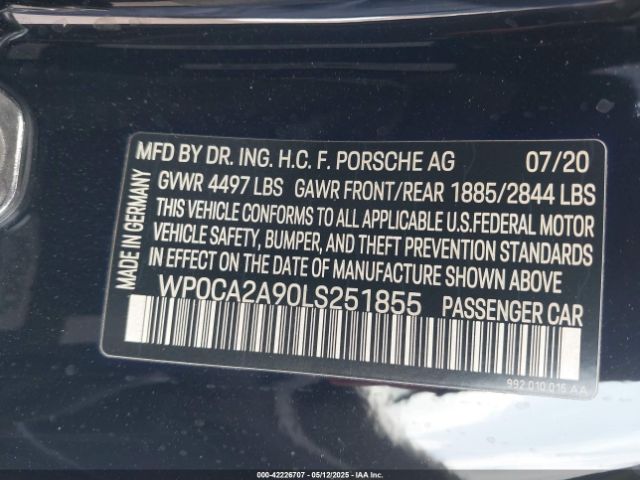 MFD BY DR. ING. H.C. F. PORSCHE AG 07/20
GVWR 4497 LBS GAWR FRONT/REAR 1885/2844 LBS
THIS VEHICLE CONFORMS TO ALL APPLICABLE U.S.FEDERAL MOTOR
VEHICLE SAFETY, BUMPER, AND THEFT PREVENTION STANDARDS
IN EFFECT ON THE DATE OF MANUFACTURE SHOWN ABOVE
WP0CA2A90LS251855 PASSENGER CAR
MADE IN GERMANY
992.010.015 AA
000-42226707 - 05/12/2025 - IAA Inc.